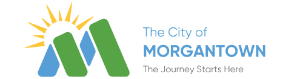 The City of
MORGANTOWN
The Journey Starts Here